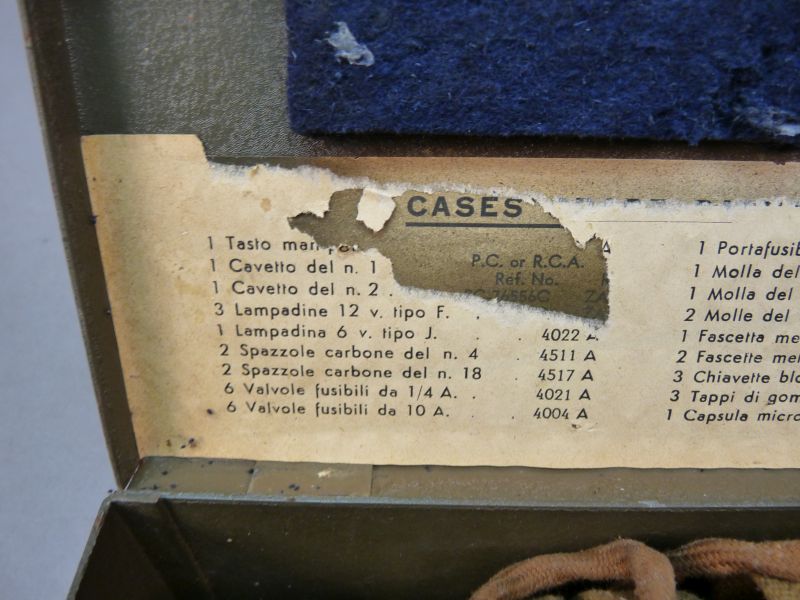 CASES
P.C. or R.C.A.
Ref. No.
1 Tasto
1 Cavetto del n. 1
1 Cavetto del n. 2 .
3 Lampadine 12 v. tipo F. .
1 Lampadina 6 v. tipo J. . . 4022 A
2 Spazzole carbone del n. 4 . 4511 A
2 Spazzole carbone del n. 18 . 4517 A
6 Valvole fusibili da 1/4 A. . . 4021 A
6 Valvole fusibili da 10 A. . . 4004 A
1 Portafusib
1 Molla del
1 Molla del
2 Molle del
1 Fascetta me
2 Fascette me
3 Chiavette blo
3 Tappi di gom
1 Capsula micro